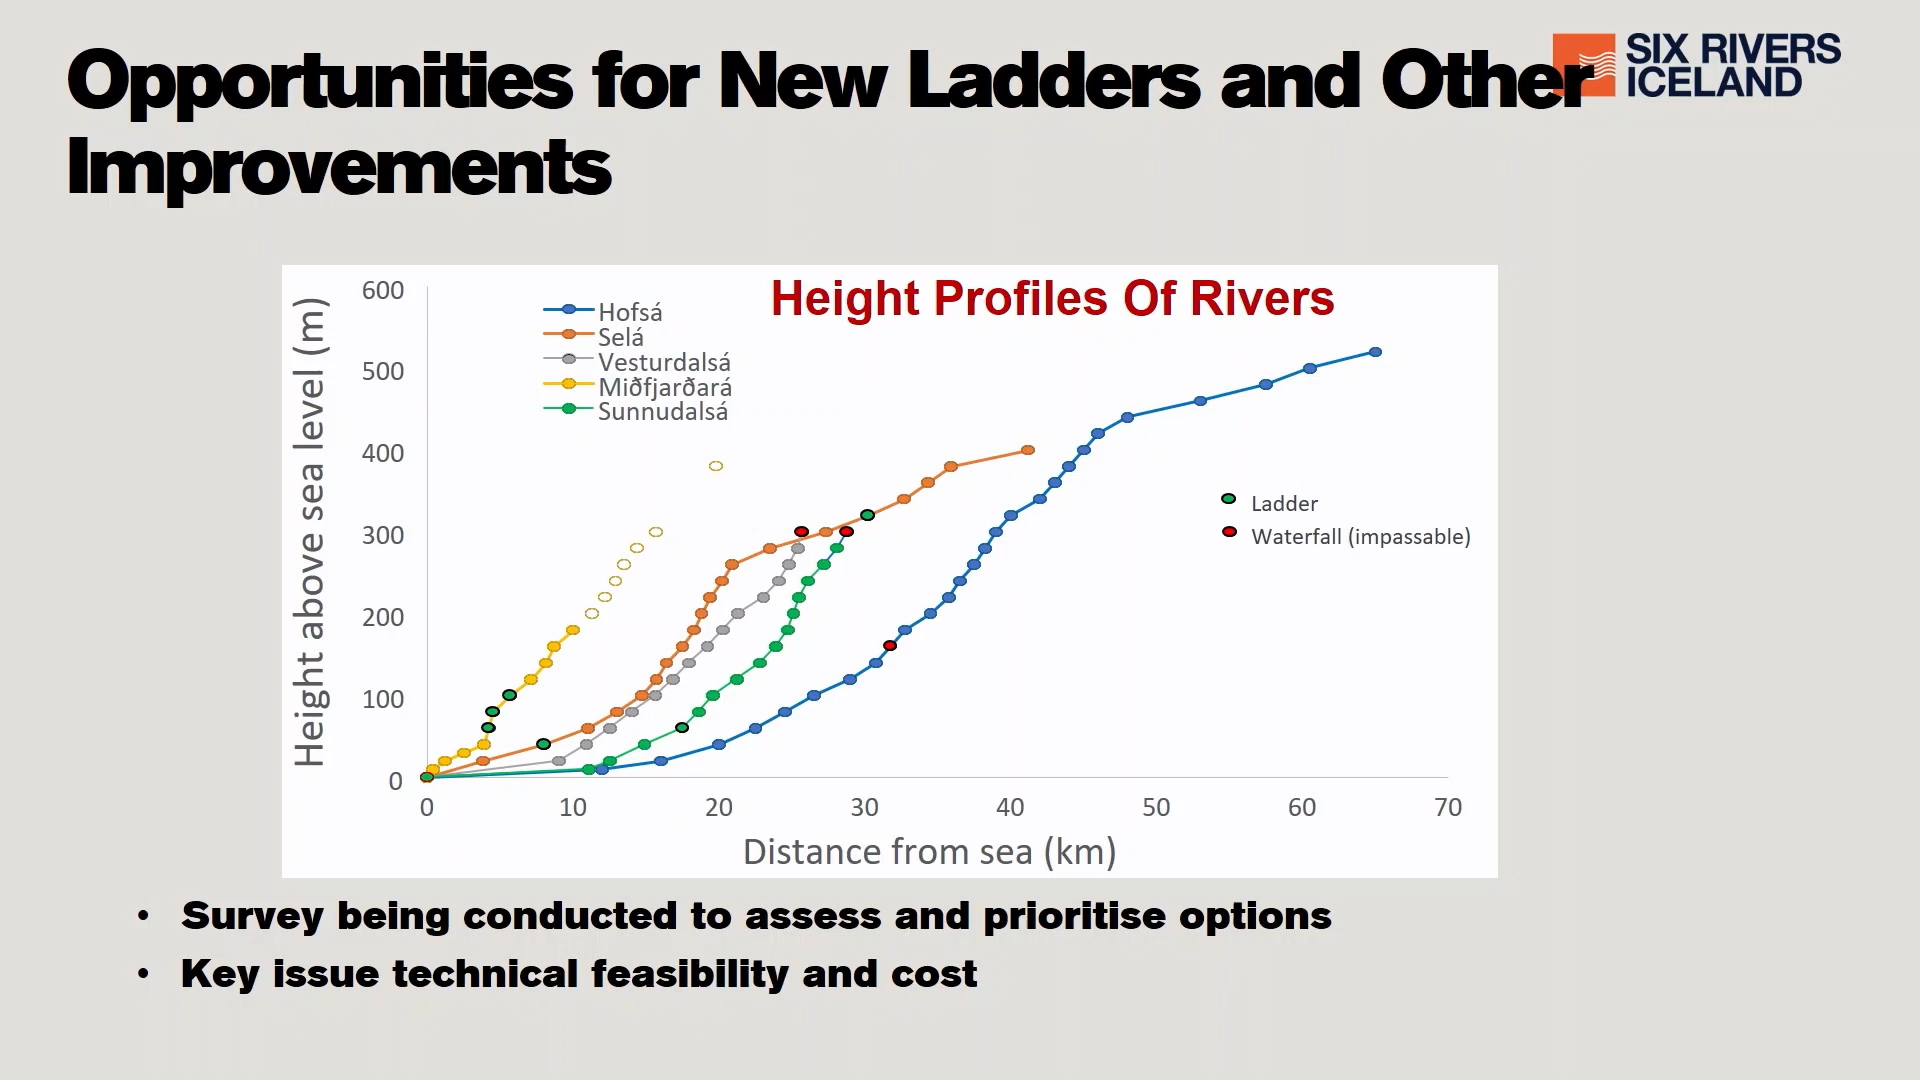 Opportunities for New Ladders and Other
Improvements
SIX RIVERS
ICELAND
Height Profiles Of Rivers
Height above sea level (m)
600
500
400
300
200
100
0
Hofsá
Selá
Vesturdalsá
Miðfjarðará
Sunnudalsá
Ladder
Waterfall (impassable)
0 10 20 30 40 50 60 70
Distance from sea (km)
• Survey being conducted to assess and prioritise options
• Key issue technical feasibility and cost